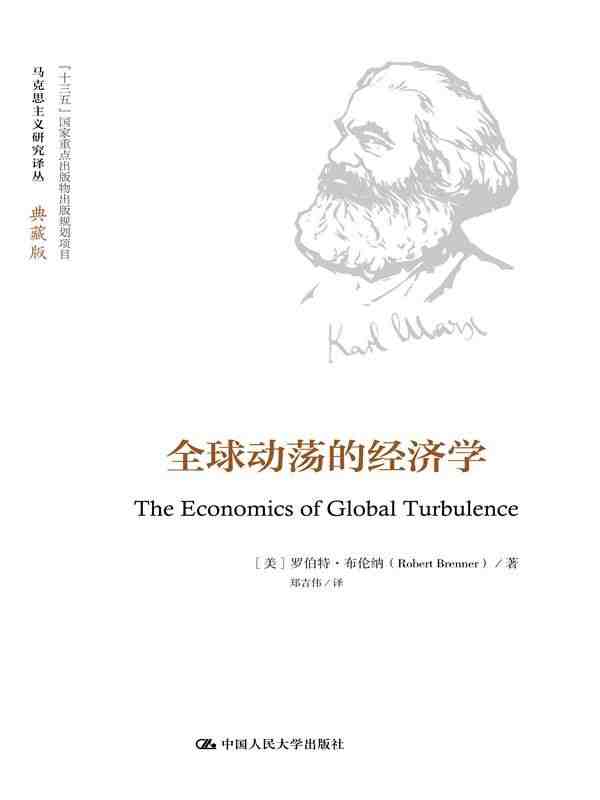 「十三五」国家重点出版物出版规划项目
马克思主义研究译丛 典藏版
Karl Marx
全球动荡的经济学
The Economics of Global Turbulence
［美］罗伯特·布伦纳（Robert Brenner）／著
郑吉伟／译
中国人民大学出版社